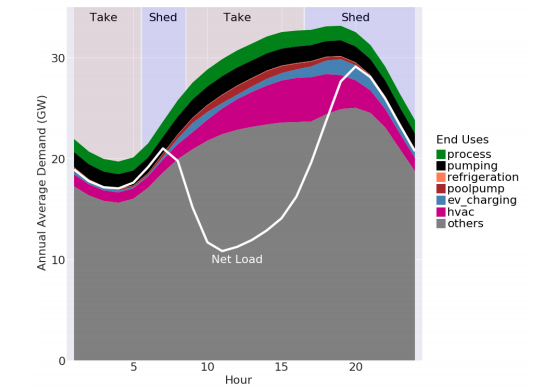 Take Shed Take Shed
30
20
10
0
Annual Average Demand (GW)
Net Load
5 10 15 20
Hour
End Uses
process
pumping
refrigeration
poolpump
ev_charging
hvac
others